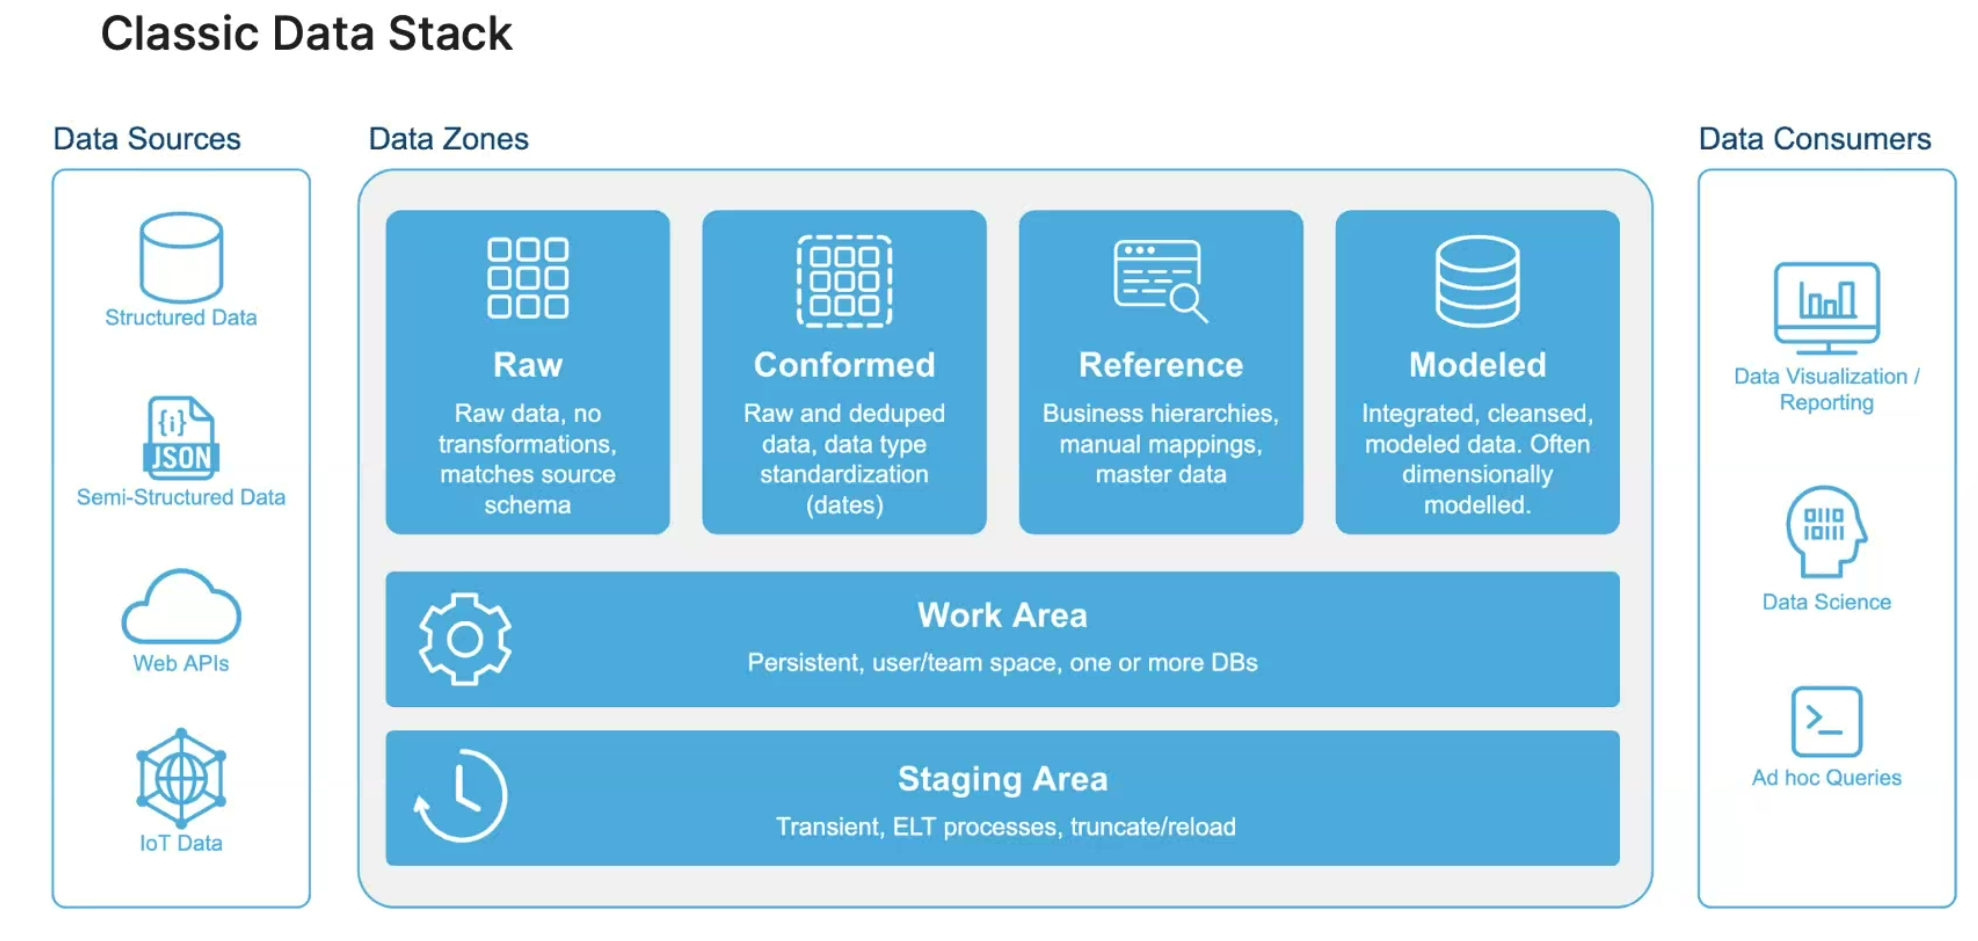 Classic Data Stack
Data Sources
Structured Data
{i}
JSON
Semi-Structured Data
Web APIs
IoT Data
Data Zones
Raw
Raw data, no
transformations,
matches source
schema
Conformed
Raw and deduped
data, data type
standardization
(dates)
Reference
Business hierarchies,
manual mappings,
master data
Modeled
Integrated, cleansed,
modeled data. Often
dimensionally
modelled.
Work Area
Persistent, user/team space, one or more DBs
Staging Area
Transient, ELT processes, truncate/reload
Data Consumers
Data Visualization /
Reporting
0110
10111
Data Science
>_
Ad hoc Queries